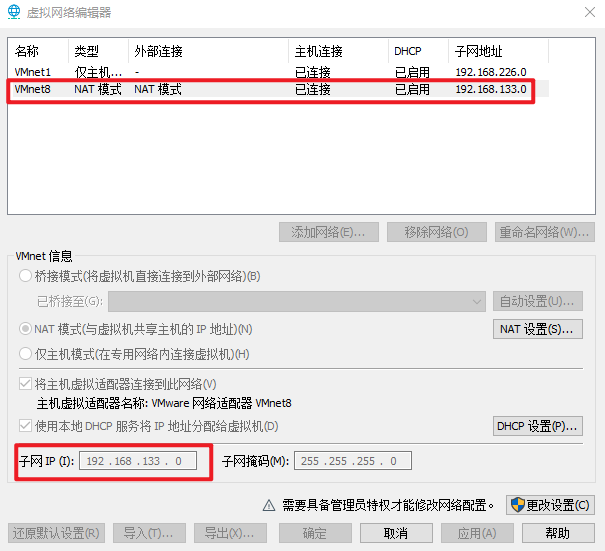 虚拟网络编辑器
名称 类型 外部连接 主机连接 DHCP 子网地址
VMnet1 仅主机... - 已连接 已启用 192.168.226.0
VMnet8 NAT 模式 NAT 模式 已连接 已启用 192.168.133.0
添加网络(E)... 移除网络(O) 重命名网络(W)...
VMnet 信息
桥接模式(将虚拟机直接连接到外部网络)(B)
已桥接至(G): 自动设置(U)...
NAT 模式(与虚拟机共享主机的 IP 地址)(N) NAT 设置(S)...
仅主机模式(在专用网络内连接虚拟机)(H)
将主机虚拟适配器连接到此网络(V)
主机虚拟适配器名称: VMware 网络适配器 VMnet8
使用本地 DHCP 服务将 IP 地址分配给虚拟机(D) DHCP 设置(P)...
子网 IP (I): 192 . 168 . 133 . 0 子网掩码(M): 255 . 255 . 255 . 0
需要具备管理员特权才能修改网络配置。 更改设置(C)
还原默认设置(R) 导入(T)... 导出(X)... 确定 取消 应用(A) 帮助